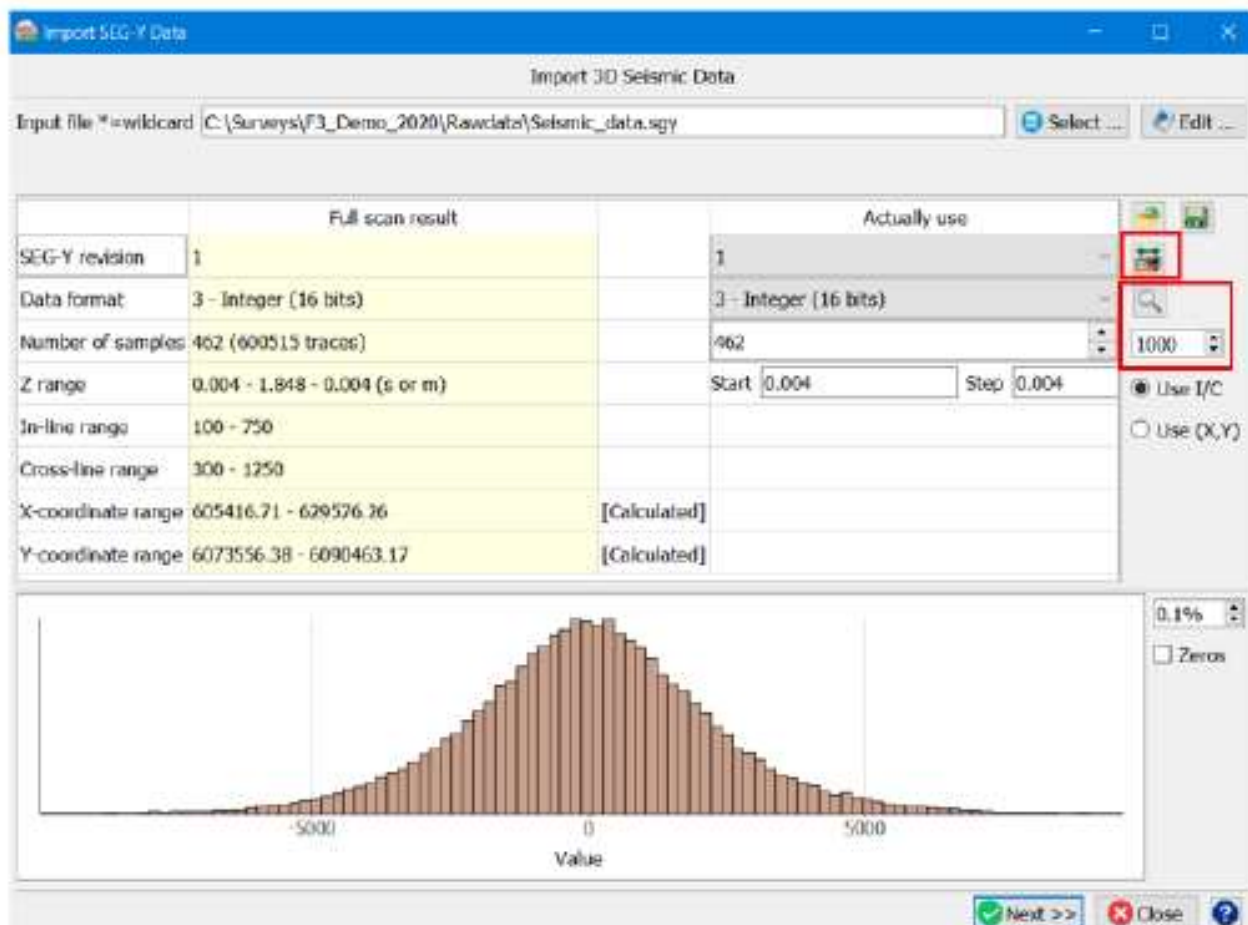 Import SEG-Y Data
Import 3D Seismic Data
Input file *=wildcard C:\Surveys\F3_Demo_2020\Rawdata\Seismic_data.sgy Select ... Edit ...
Full scan result Actually use
SEG-Y revision 1 1
Data format 3 - Integer (16 bits) 3 - Integer (16 bits)
Number of samples 462 (600515 traces) 462 1000
Z range 0.004 - 1.848 - 0.004 (s or m) Start 0.004 Step 0.004 Use I/C
In-line range 100 - 750 Use (X,Y)
Cross-line range 300 - 1250
X-coordinate range 605416.71 - 629576.26 [Calculated]
Y-coordinate range 6073556.38 - 6090463.17 [Calculated]
0.1%
Zeros
-5000 0 5000
Value
Next >> Close ?